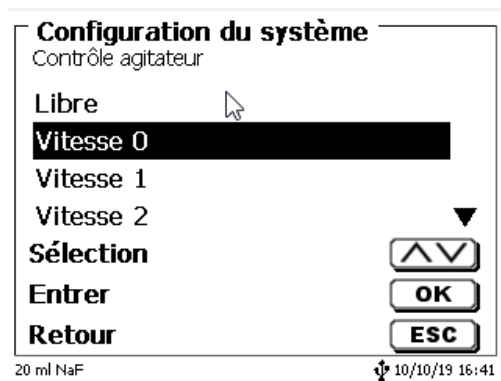 Configuration du système
Contrôle agitateur
Libre
Vitesse 0
Vitesse 1
Vitesse 2
Sélection
Entrer OK
Retour ESC
20 ml NaF 10/10/19 16:41